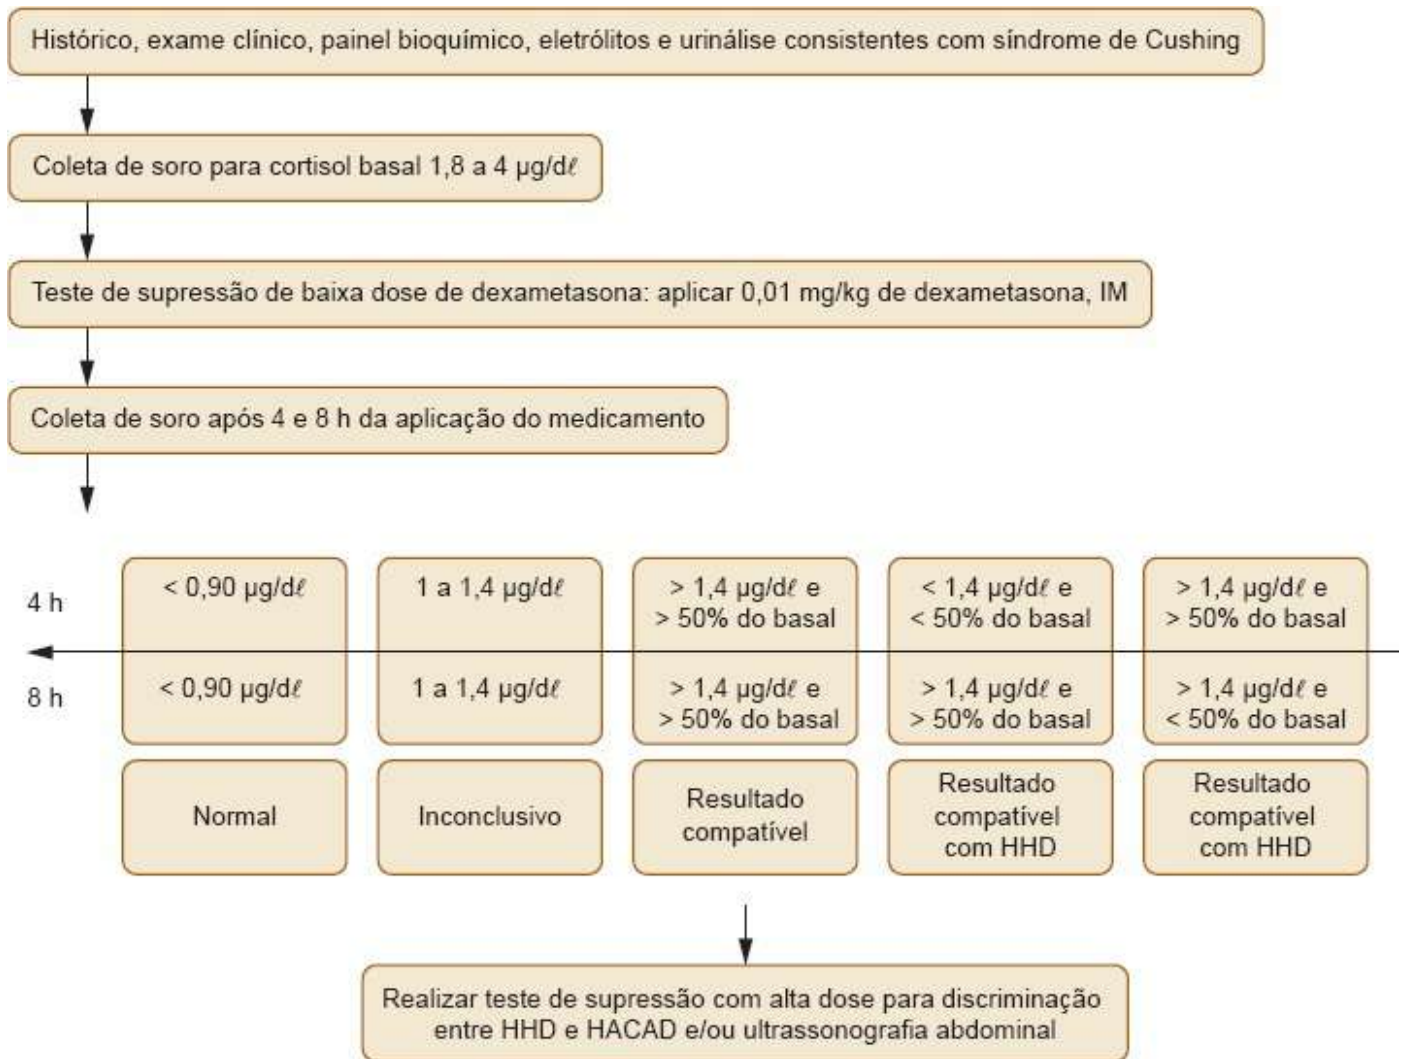 Histórico, exame clínico, painel bioquímico, eletrólitos e urinálise consistentes com síndrome de Cushing
Coleta de soro para cortisol basal 1,8 a 4 µg/dℓ
Teste de supressão de baixa dose de dexametasona: aplicar 0,01 mg/kg de dexametasona, IM
Coleta de soro após 4 e 8 h da aplicação do medicamento
4 h
< 0,90 µg/dℓ
1 a 1,4 µg/dℓ
> 1,4 µg/dℓ e
> 50% do basal
< 1,4 µg/dℓ e
< 50% do basal
> 1,4 µg/dℓ e
> 50% do basal
8 h
< 0,90 µg/dℓ
1 a 1,4 µg/dℓ
> 1,4 µg/dℓ e
> 50% do basal
> 1,4 µg/dℓ e
> 50% do basal
> 1,4 µg/dℓ e
< 50% do basal
Normal
Inconclusivo
Resultado
compatível
Resultado
compatível
com HHD
Resultado
compatível
com HHD
Realizar teste de supressão com alta dose para discriminação
entre HHD e HACAD e/ou ultrassonografia abdominal